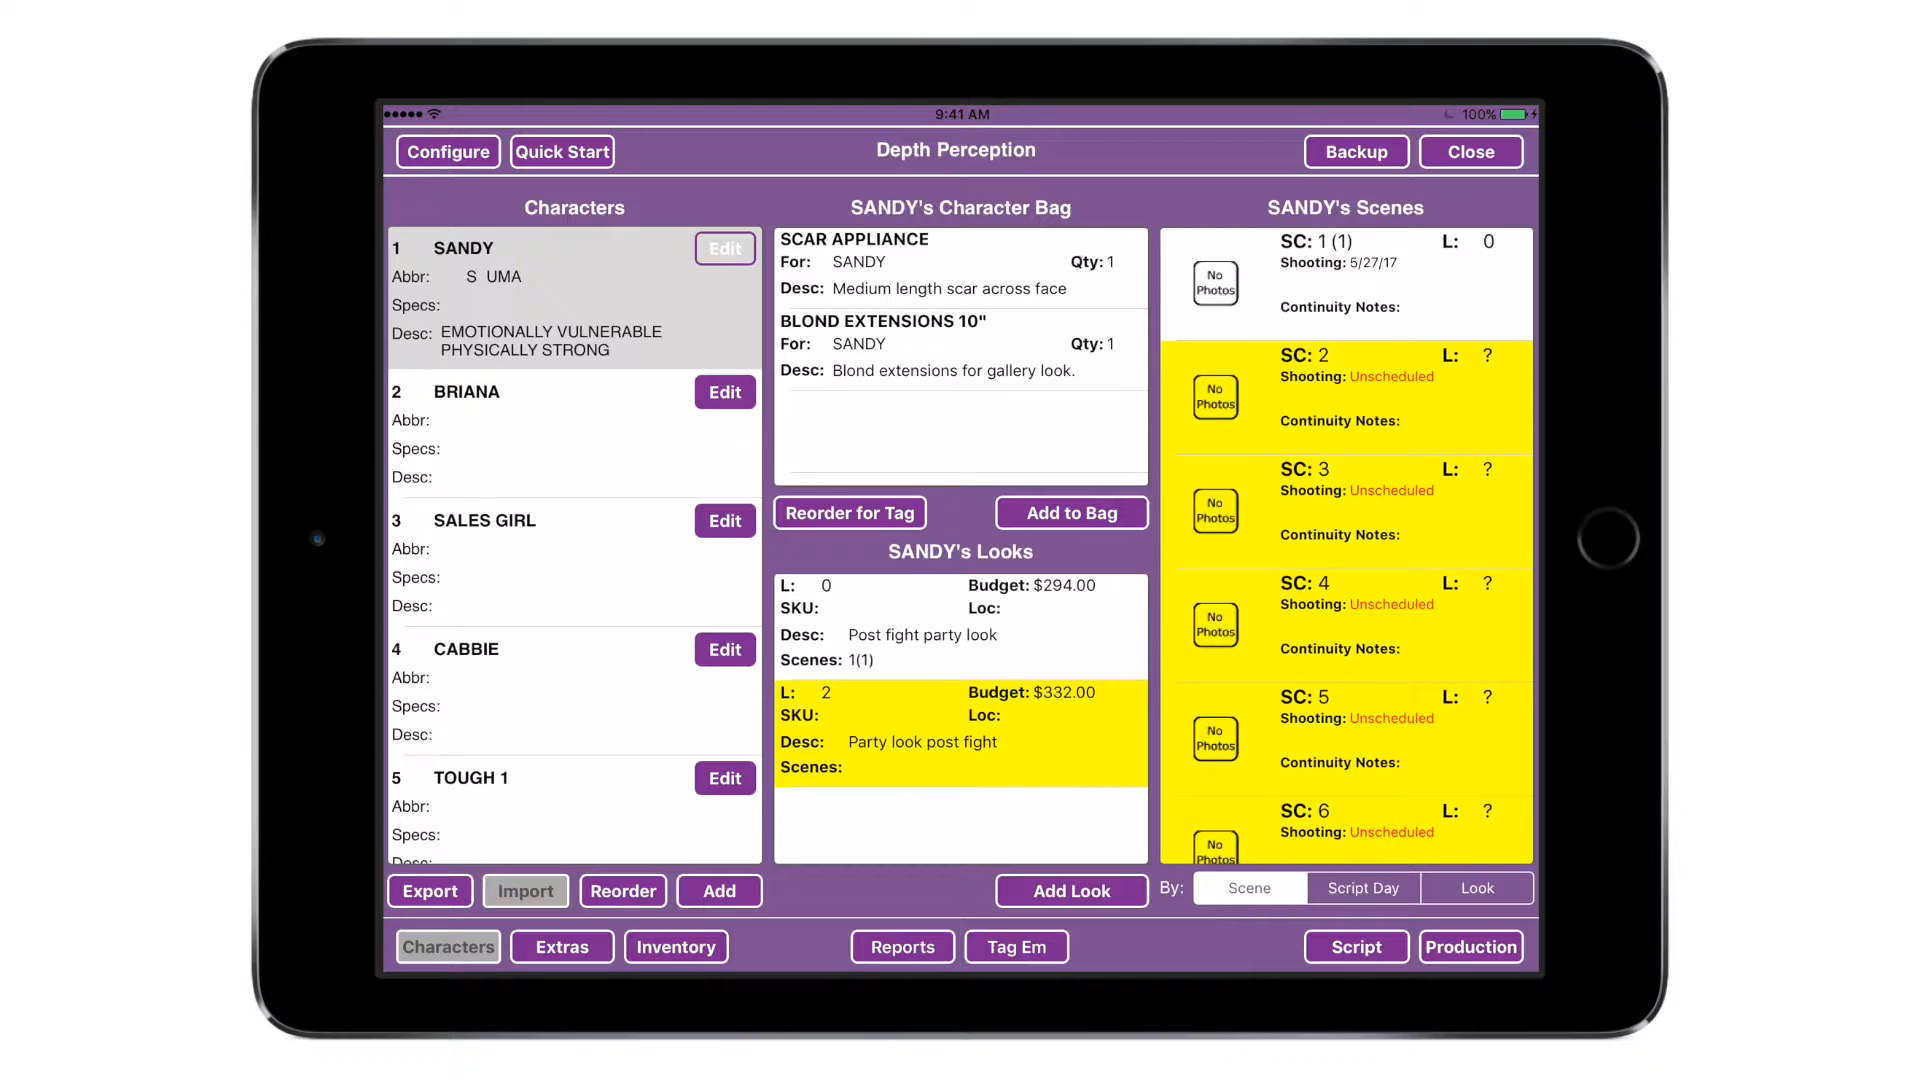 9:41 AM
100%
Configure
Quick Start
Depth Perception
Backup
Close
Characters
1 SANDY
Edit
Abbr: S UMA
Specs:
Desc: EMOTIONALLY VULNERABLE
PHYSICALLY STRONG
2 BRIANA
Edit
Abbr:
Specs:
Desc:
3 SALES GIRL
Edit
Abbr:
Specs:
Desc:
4 CABBIE
Edit
Abbr:
Specs:
Desc:
5 TOUGH 1
Edit
Abbr:
Specs:
Desc:
Export
Import
Reorder
Add
SANDY's Character Bag
SCAR APPLIANCE
For: SANDY Qty: 1
Desc: Medium length scar across face
BLOND EXTENSIONS 10"
For: SANDY Qty: 1
Desc: Blond extensions for gallery look.
Reorder for Tag
Add to Bag
SANDY's Looks
L: 0 Budget: $294.00
SKU: Loc:
Desc: Post fight party look
Scenes: 1(1)
L: 2 Budget: $332.00
SKU: Loc:
Desc: Party look post fight
Scenes:
Add Look
SANDY's Scenes
No
Photos
SC: 1 (1) L: 0
Shooting: 5/27/17
Continuity Notes:
No
Photos
SC: 2 L: ?
Shooting: Unscheduled
Continuity Notes:
No
Photos
SC: 3 L: ?
Shooting: Unscheduled
Continuity Notes:
No
Photos
SC: 4 L: ?
Shooting: Unscheduled
Continuity Notes:
No
Photos
SC: 5 L: ?
Shooting: Unscheduled
Continuity Notes:
No
Photos
SC: 6 L: ?
Shooting: Unscheduled
By: Scene Script Day Look
Characters
Extras
Inventory
Reports
Tag Em
Script
Production